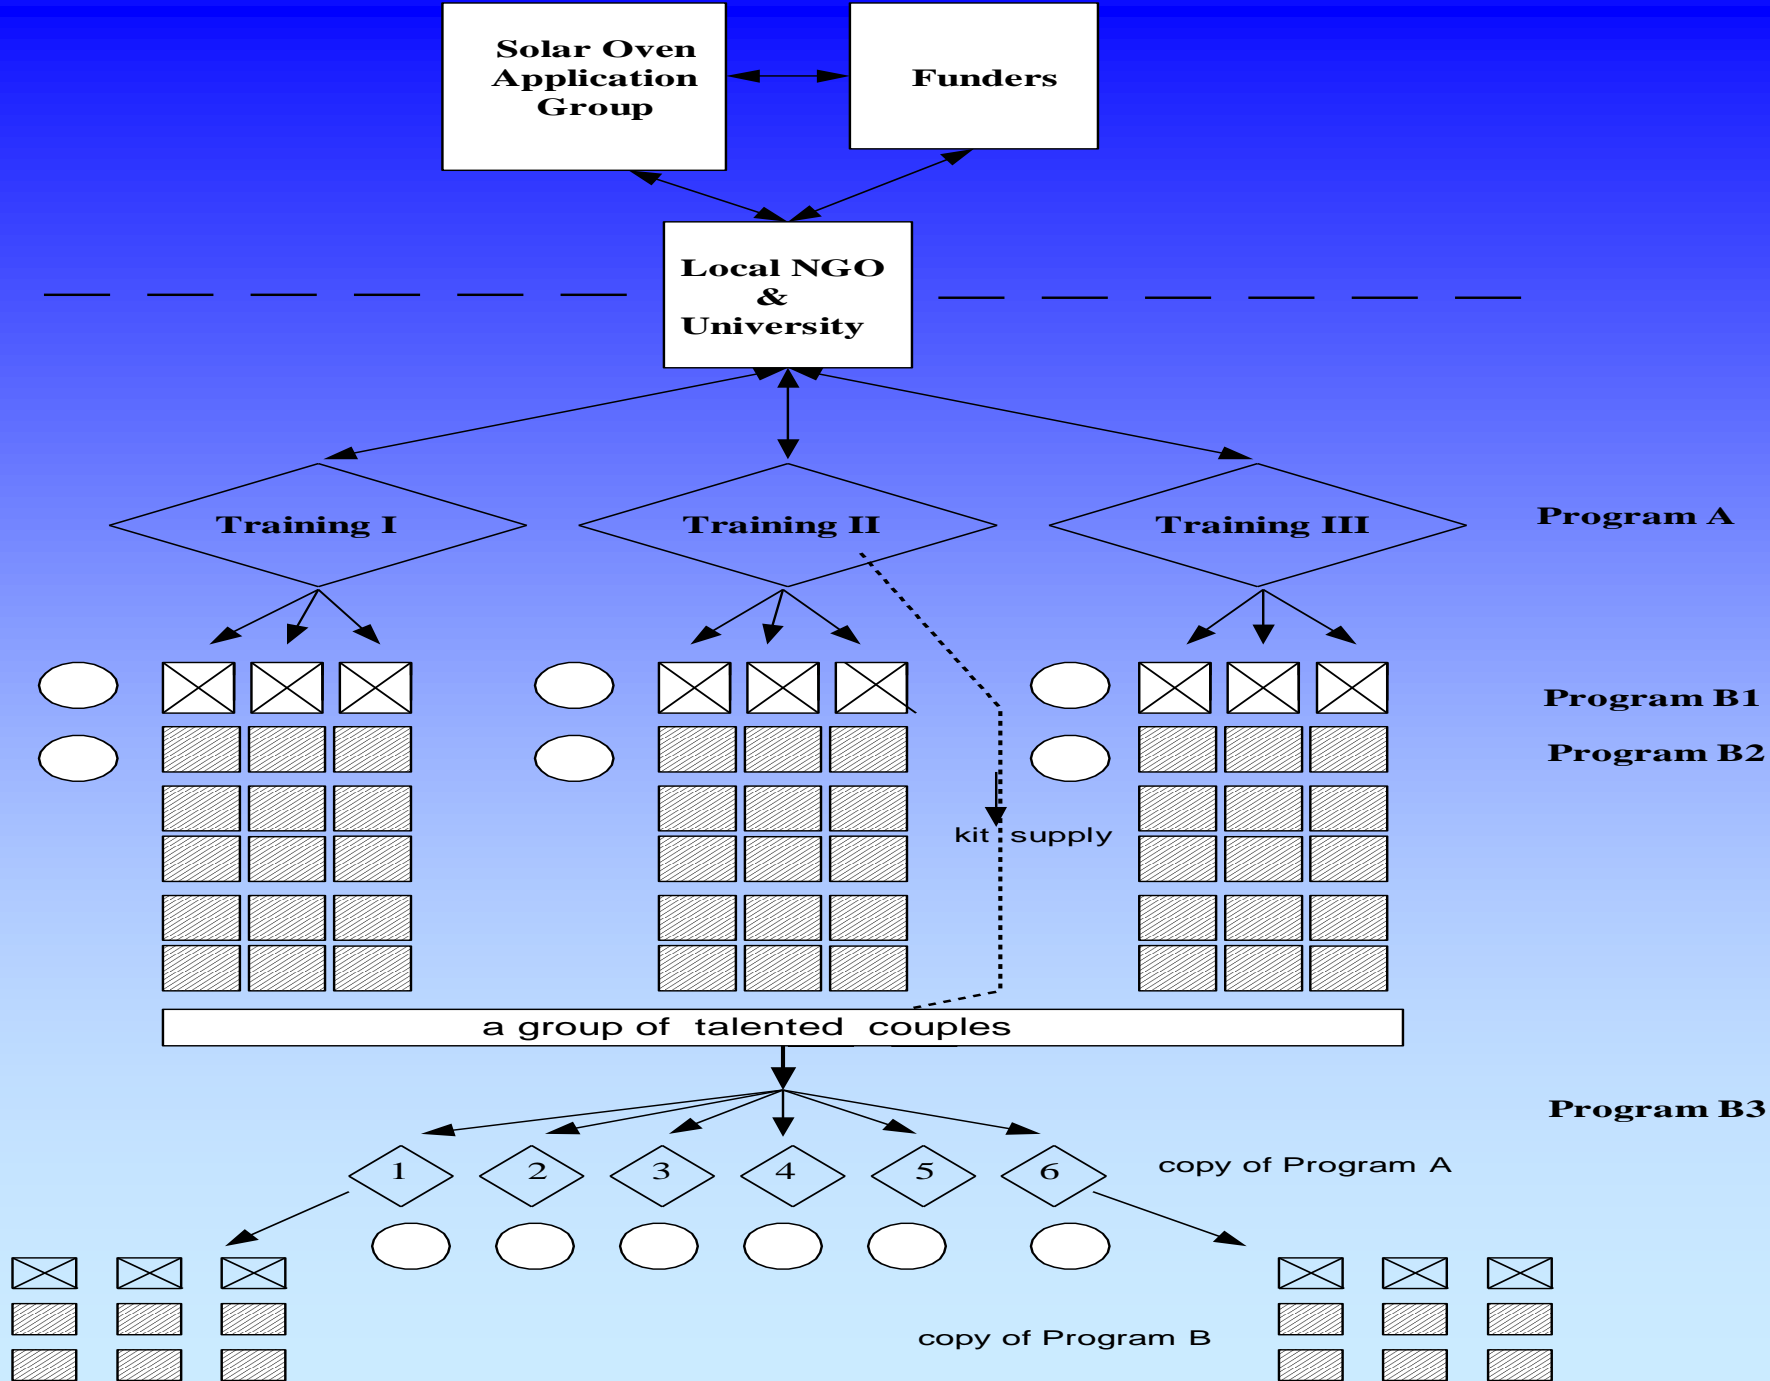 Solar Oven
Application
Group
Funders
Local NGO
&
University
Training I
Training II
Training III
Program A
Program B1
Program B2
kit supply
a group of talented couples
Program B3
1
2
3
4
5
6
copy of Program A
copy of Program B